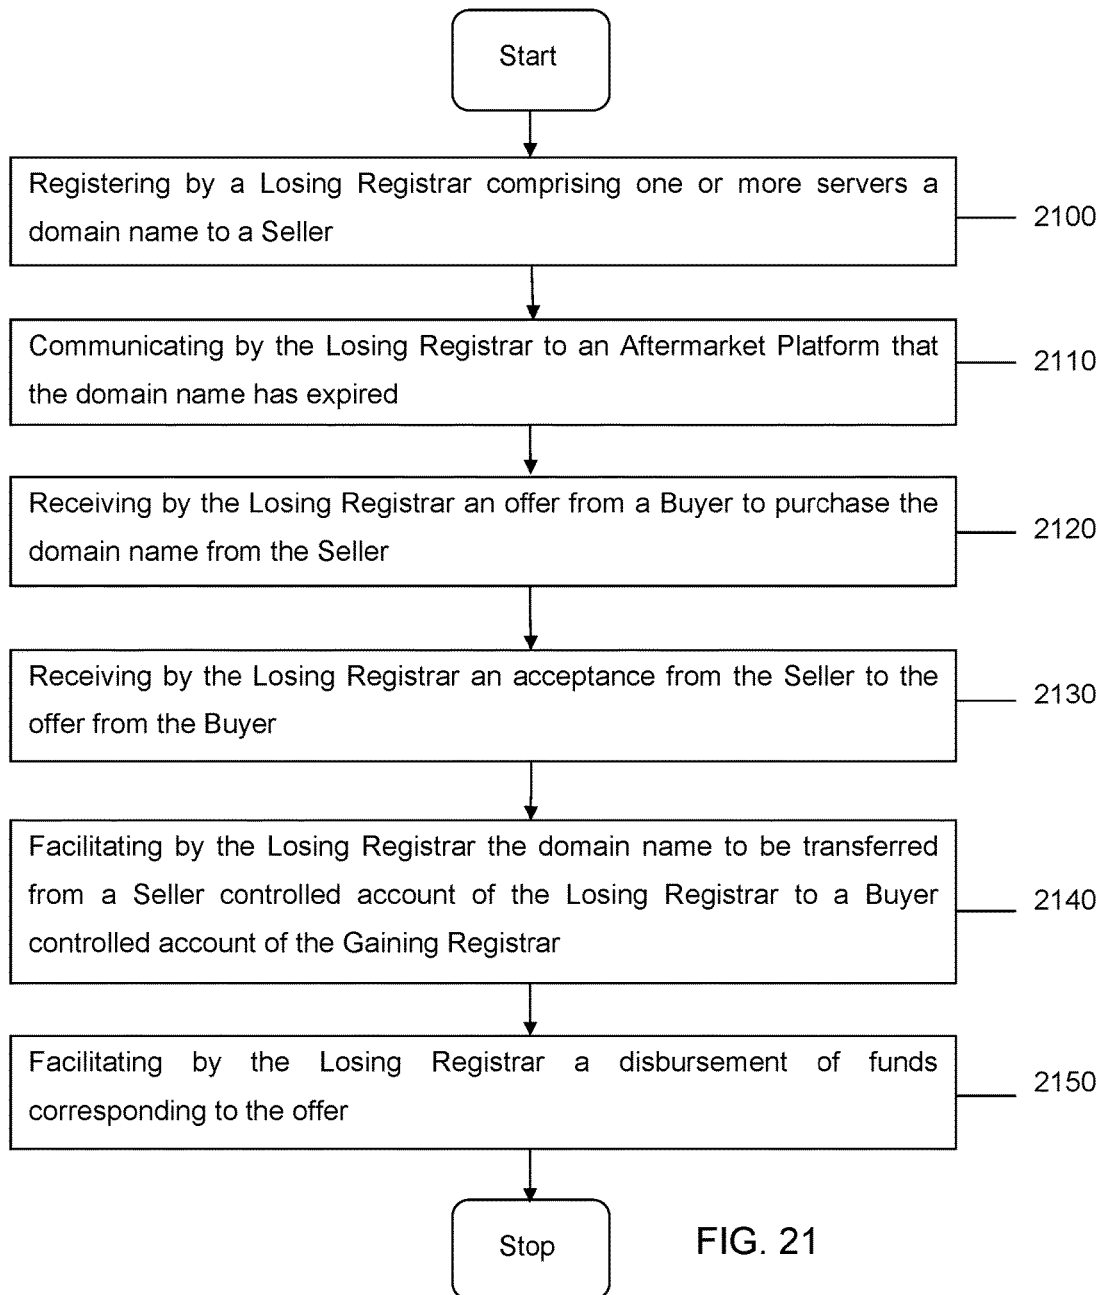 Start
Registering by a Losing Registrar comprising one or more servers a
domain name to a Seller
2100
Communicating by the Losing Registrar to an Aftermarket Platform that
the domain name has expired
2110
Receiving by the Losing Registrar an offer from a Buyer to purchase the
domain name from the Seller
2120
Receiving by the Losing Registrar an acceptance from the Seller to the
offer from the Buyer
2130
Facilitating by the Losing Registrar the domain name to be transferred
from a Seller controlled account of the Losing Registrar to a Buyer
controlled account of the Gaining Registrar
2140
Facilitating by the Losing Registrar a disbursement of funds
corresponding to the offer
2150
Stop
FIG. 21